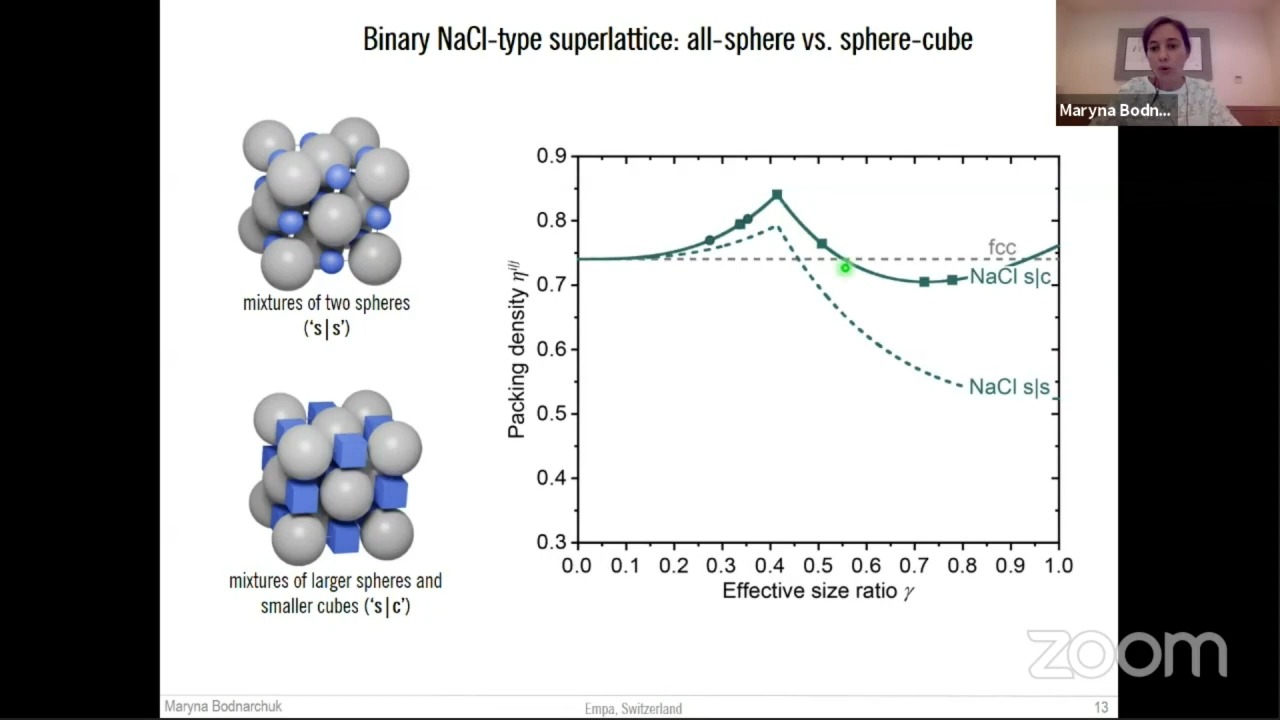 Binary NaCl-type superlattice: all-sphere vs. sphere-cube
Maryna Bodn...
mixtures of two spheres
('s|s')
mixtures of larger spheres and
smaller cubes ('s|c')
Packing density η^i/j
0.9
0.8
0.7
0.6
0.5
0.4
0.3
fcc
NaCl s|c
NaCl s|s
0.0 0.1 0.2 0.3 0.4 0.5 0.6 0.7 0.8 0.9 1.0
Effective size ratio γ
zoom
Maryna Bodnarchuk
Empa, Switzerland
13